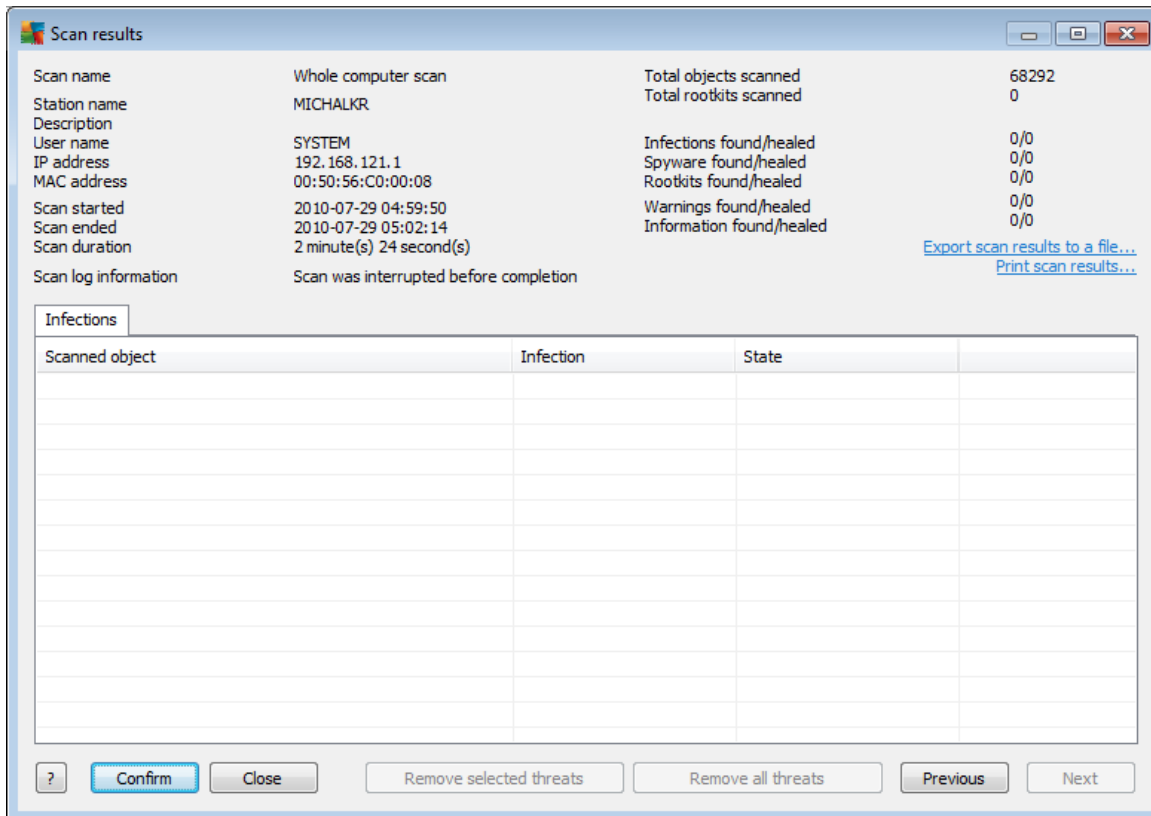 Scan results
Scan name Whole computer scan Total objects scanned 68292
Total rootkits scanned 0
Station name MICHALKR
Description
User name SYSTEM Infections found/healed 0/0
IP address 192.168.121.1 Spyware found/healed 0/0
MAC address 00:50:56:C0:00:08 Rootkits found/healed 0/0
Scan started 2010-07-29 04:59:50 Warnings found/healed 0/0
Scan ended 2010-07-29 05:02:14 Information found/healed 0/0
Scan duration 2 minute(s) 24 second(s) Export scan results to a file...
Print scan results...
Scan log information Scan was interrupted before completion
Infections
Scanned object Infection State
? Confirm Close Remove selected threats Remove all threats Previous Next